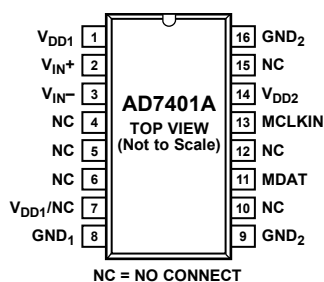 VDD1 1 16 GND2
VIN+ 2 15 NC
VIN– 3 14 VDD2
NC 4 13 MCLKIN
NC 5 12 NC
NC 6 11 MDAT
VDD1/NC 7 10 NC
GND1 8 9 GND2
AD7401A
TOP VIEW
(Not to Scale)
NC = NO CONNECT